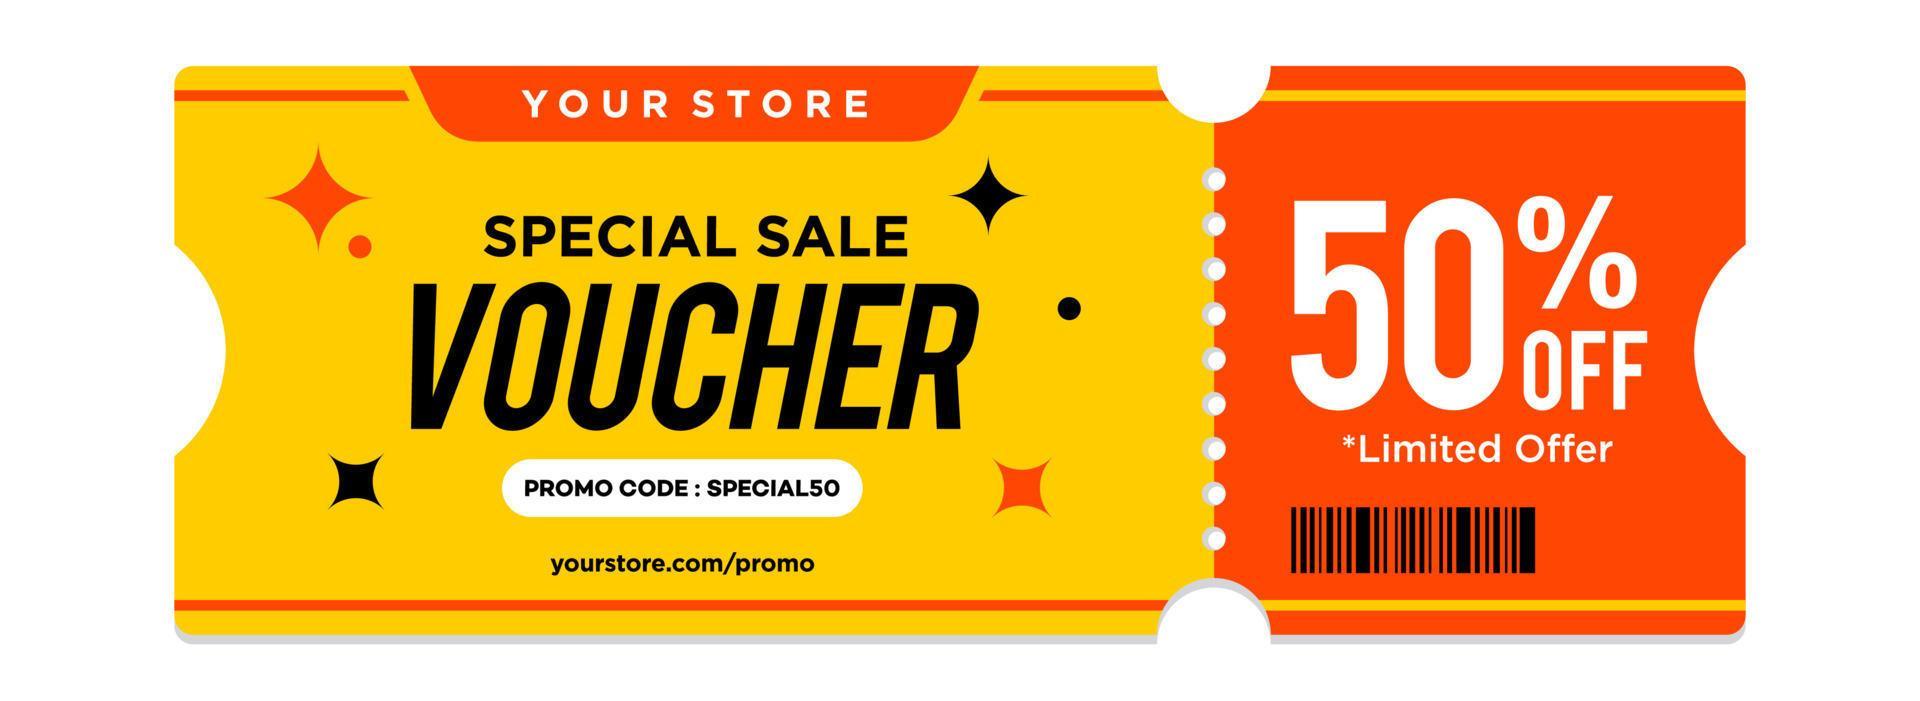 YOUR STORE
SPECIAL SALE
VOUCHER
PROMO CODE : SPECIAL50
yourstore.com/promo
50%
OFF
*Limited Offer